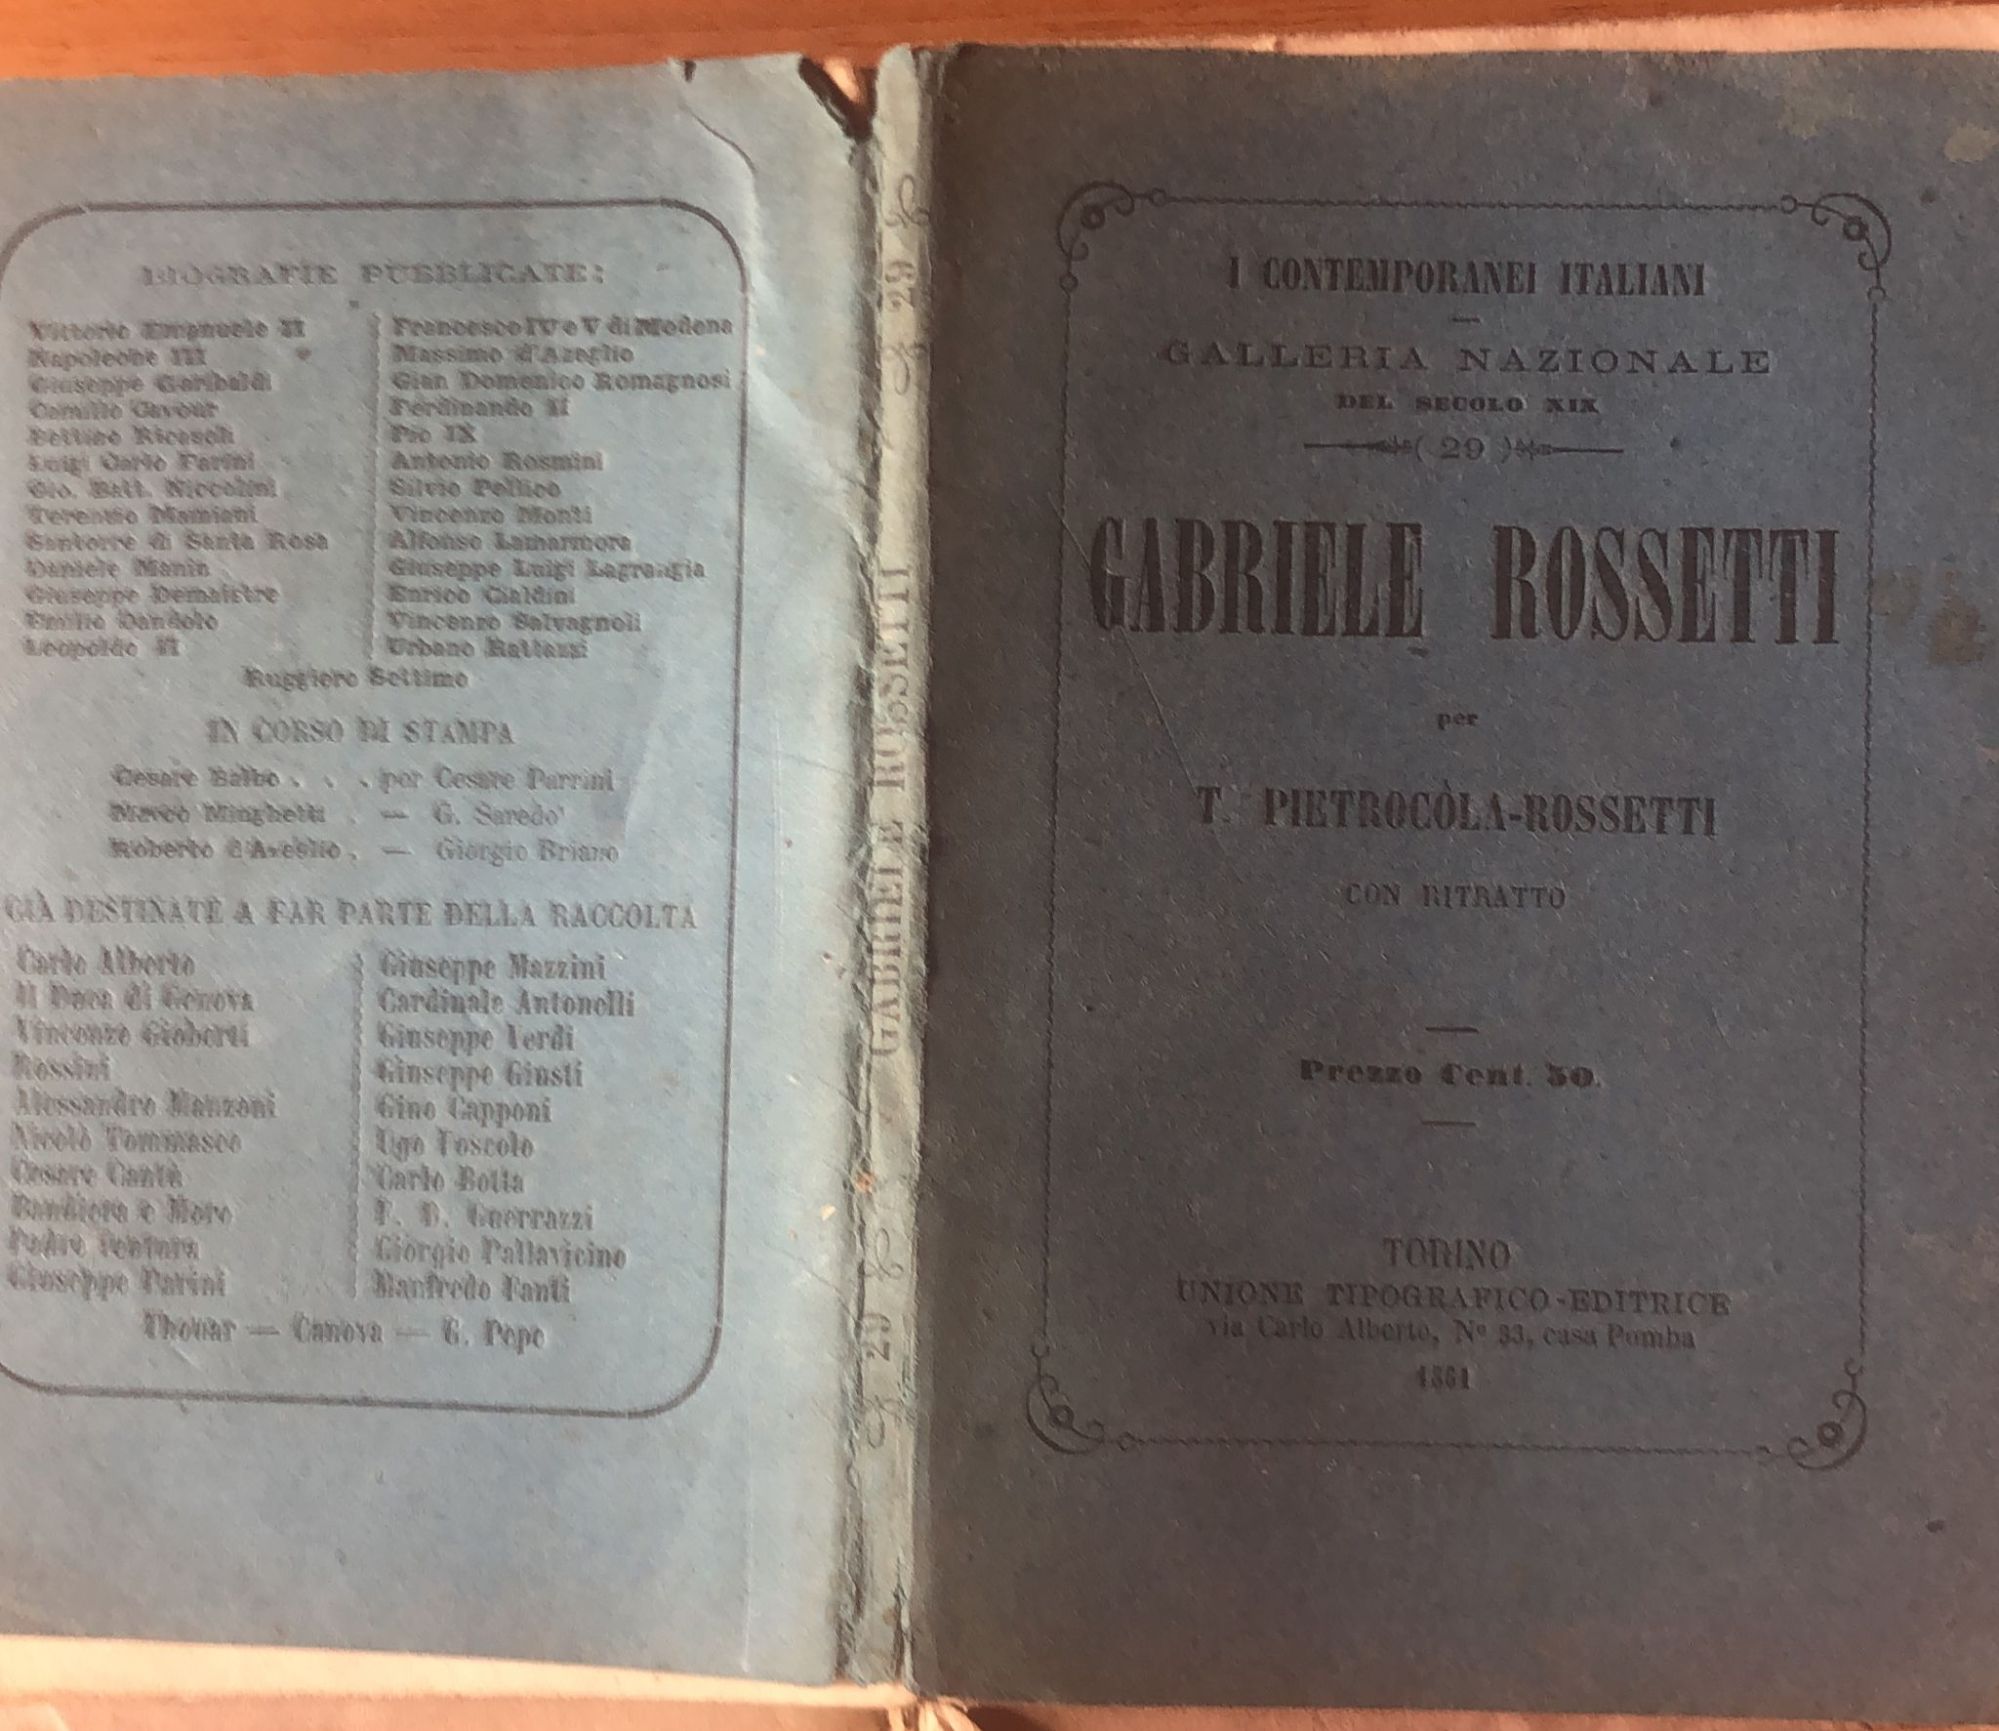 BIOGRAFIE PUBBLICATE:
Vittorio Emanuele II
Napoleone III
Giuseppe Garibaldi
Camillo Cavour
Bettino Ricasoli
Luigi Carlo Farini
Gio. Batt. Niccolini
Terenzio Mamiani
Santorre di Santa Rosa
Daniele Manin
Giuseppe Demaistre
Emilio Dandolo
Leopoldo II
Francesco IV e V di Modena
Massimo d'Azeglio
Gian Domenico Romagnosi
Ferdinando II
Pio IX
Antonio Rosmini
Silvio Pellico
Vincenzo Monti
Alfonso Lamarmora
Giuseppe Luigi Lagrangia
Enrico Cialdini
Vincenzo Salvagnoli
Urbano Rattazzi
Ruggiero Settimo
IN CORSO DI STAMPA
Cesare Balbo . . . per Cesare Parrini
Marco Minghetti . — G. Saredo
Roberto d'Azeglio . — Giorgio Briano
GIÀ DESTINATE A FAR PARTE DELLA RACCOLTA
Carlo Alberto
Il Duca di Genova
Vincenzo Gioberti
Rossini
Alessandro Manzoni
Nicolò Tommaseo
Cesare Cantù
Bandiera e Moro
Padre Ventura
Giuseppe Parini
Giuseppe Mazzini
Cardinale Antonelli
Giuseppe Verdi
Giuseppe Giusti
Gino Capponi
Ugo Foscolo
Carlo Botta
F. D. Guerrazzi
Giorgio Pallavicino
Manfredo Fanti
Thouar — Canova — G. Pepe
29 GABRIELE ROSSETTI 29
I CONTEMPORANEI ITALIANI
GALLERIA NAZIONALE
DEL SECOLO XIX
( 29 )
GABRIELE ROSSETTI
per
T. PIETROCÒLA-ROSSETTI
CON RITRATTO
Prezzo Cent. 50.
TORINO
UNIONE TIPOGRAFICO-EDITRICE
via Carlo Alberto, Nº 33, casa Pomba
1861